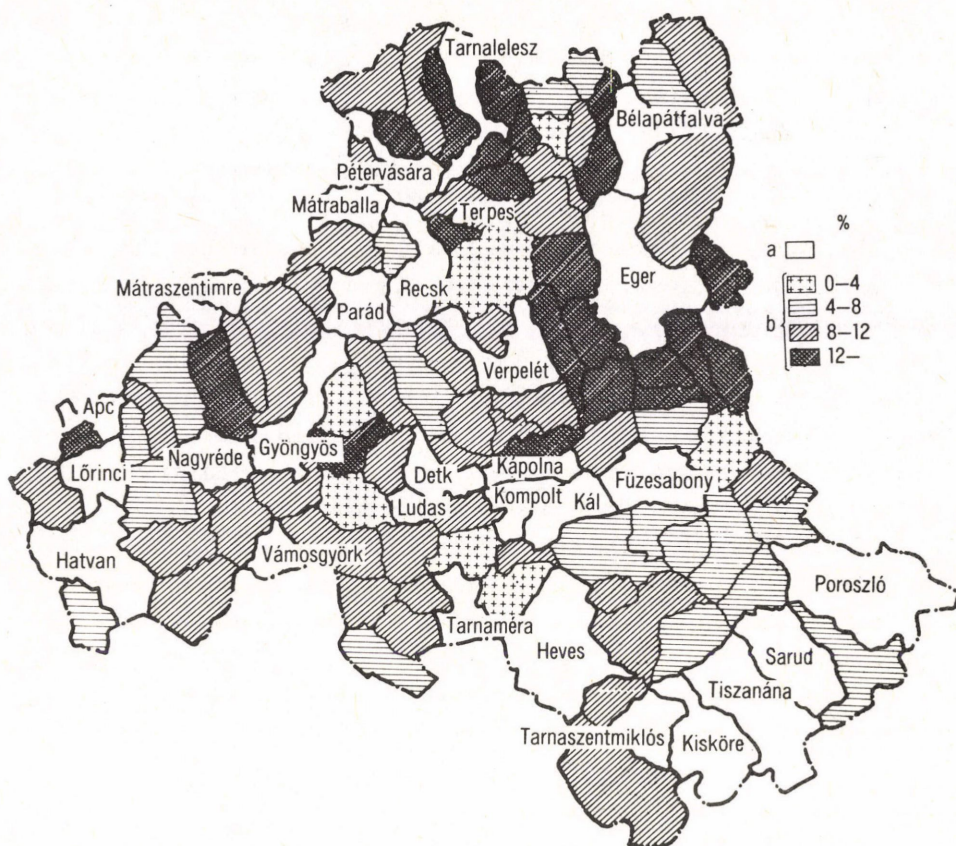 Tarnalelesz
Bélapátfalva
Pétervására
Mátraballa
Terpes
%
a
Mátraszentimre
Recsk
Eger
b
0–4
4–8
8–12
12–
Parád
Verpelét
Apc
Lőrinci
Nagyréde
Gyöngyös
Detk
Kápolna
Füzesabony
Kompolt
Kál
Ludas
Hatvan
Vámosgyörk
Poroszló
Tarnaméra
Heves
Sarud
Tiszanána
Tarnaszentmiklós
Kisköre